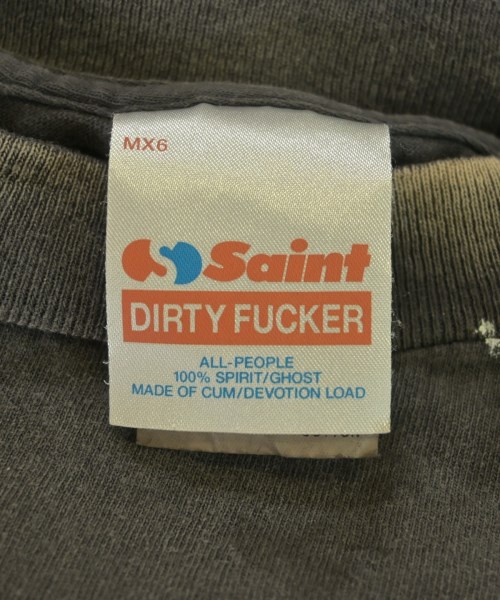 MX6
Saint
DIRTY FUCKER
ALL-PEOPLE
100% SPIRIT/GHOST
MADE OF CUM/DEVOTION LOAD